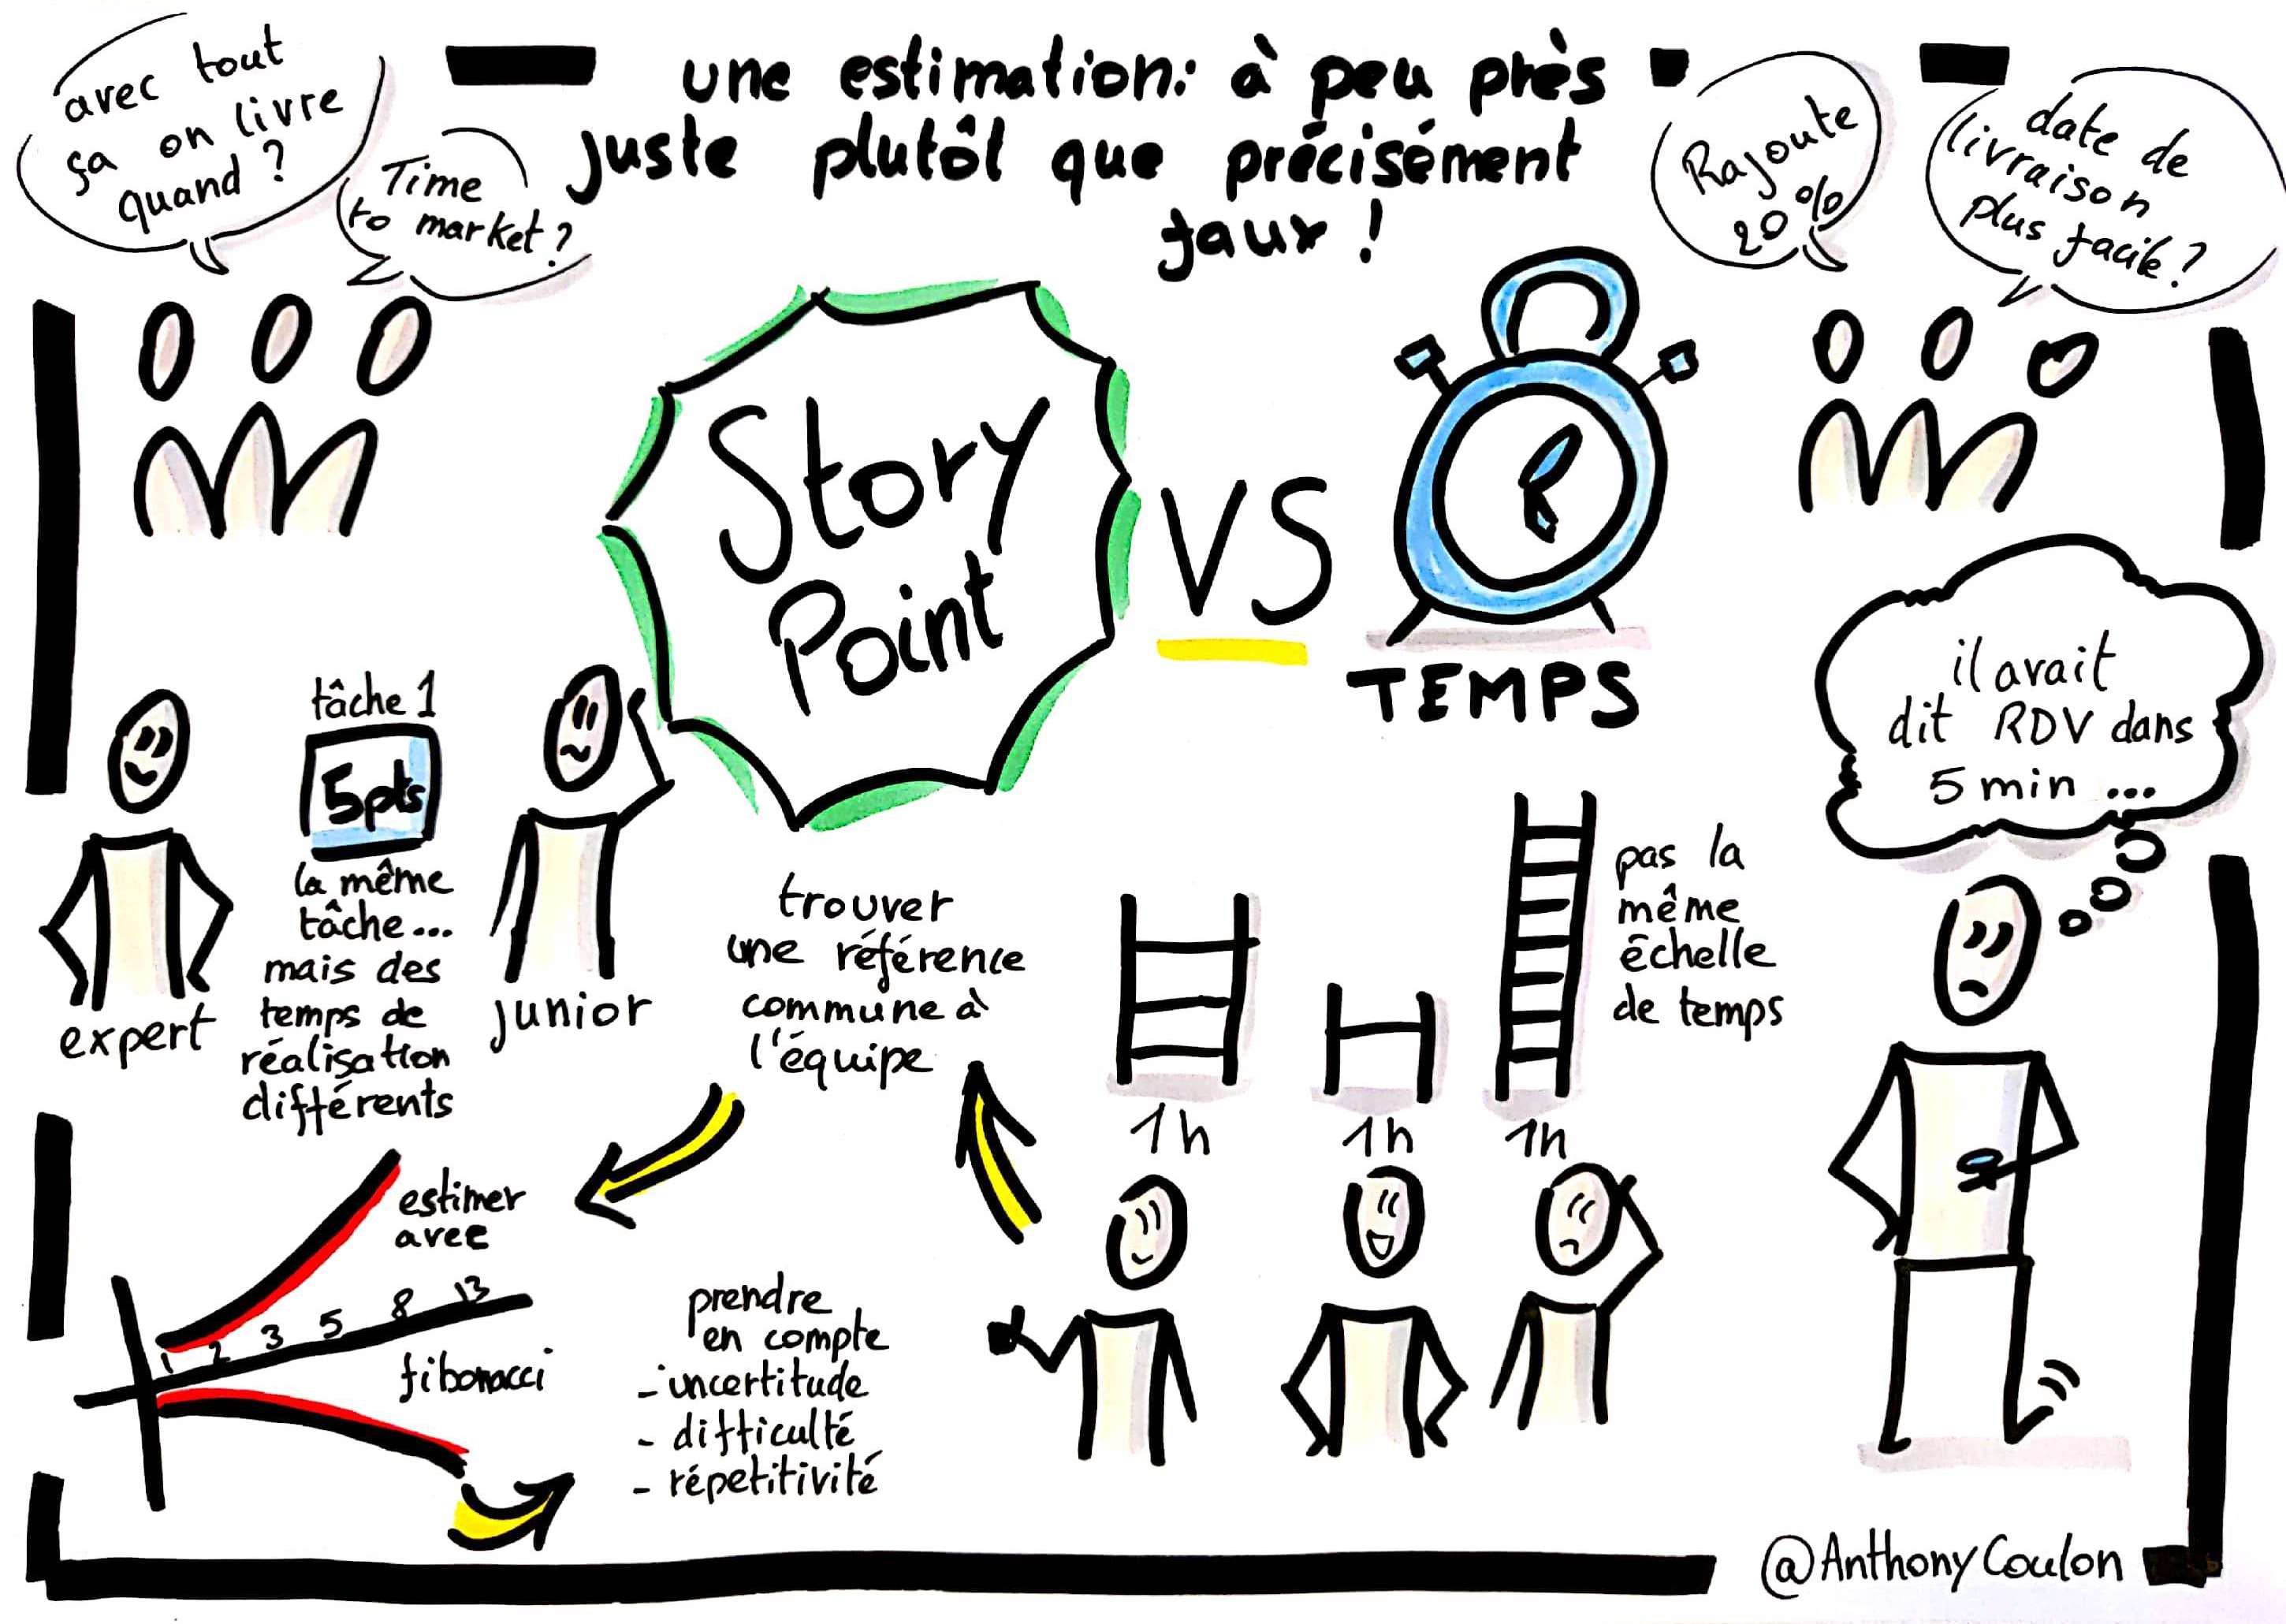 une estimation: à peu près
juste plutôt que précisément
faux !
avec tout
ça on livre
quand ?
Time
to market ?
Rajoute
20%
date de
livraison
plus facile ?
Story
Point
VS
TEMPS
il avait
dit RDV dans
5 min ...
tâche 1
5pts
la même
tâche...
mais des
temps de
réalisation
différents
expert
junior
trouver
une référence
commune à
l'équipe
pas la
même
échelle
de temps
1h
1h
1h
estimer
avec
1 2 3 5 8 13
fibonacci
prendre
en compte
- incertitude
- difficulté
- répetitivité
@AnthonyCoulon